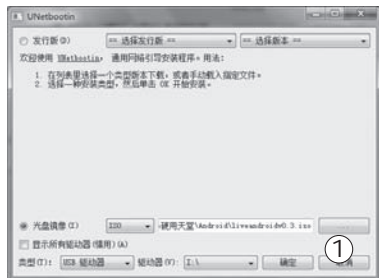 UNetbootin
发行版(D) == 选择发行版 == == 选择版本 ==
欢迎使用 UNetbootin, 通用网络引导安装程序。用法:
1. 在列表里选择一个类型版本下载, 或者手动载入指定文件。
2. 选择一种安装类型, 然后单击 OK 开始安装。
光盘镜像(I) ISO 硬用天堂\Android\liveandroidv0.3.iso
显示所有驱动器(慎用)(A)
类型(T): USB 驱动器 驱动器(V): I:\ 确定 取消
①